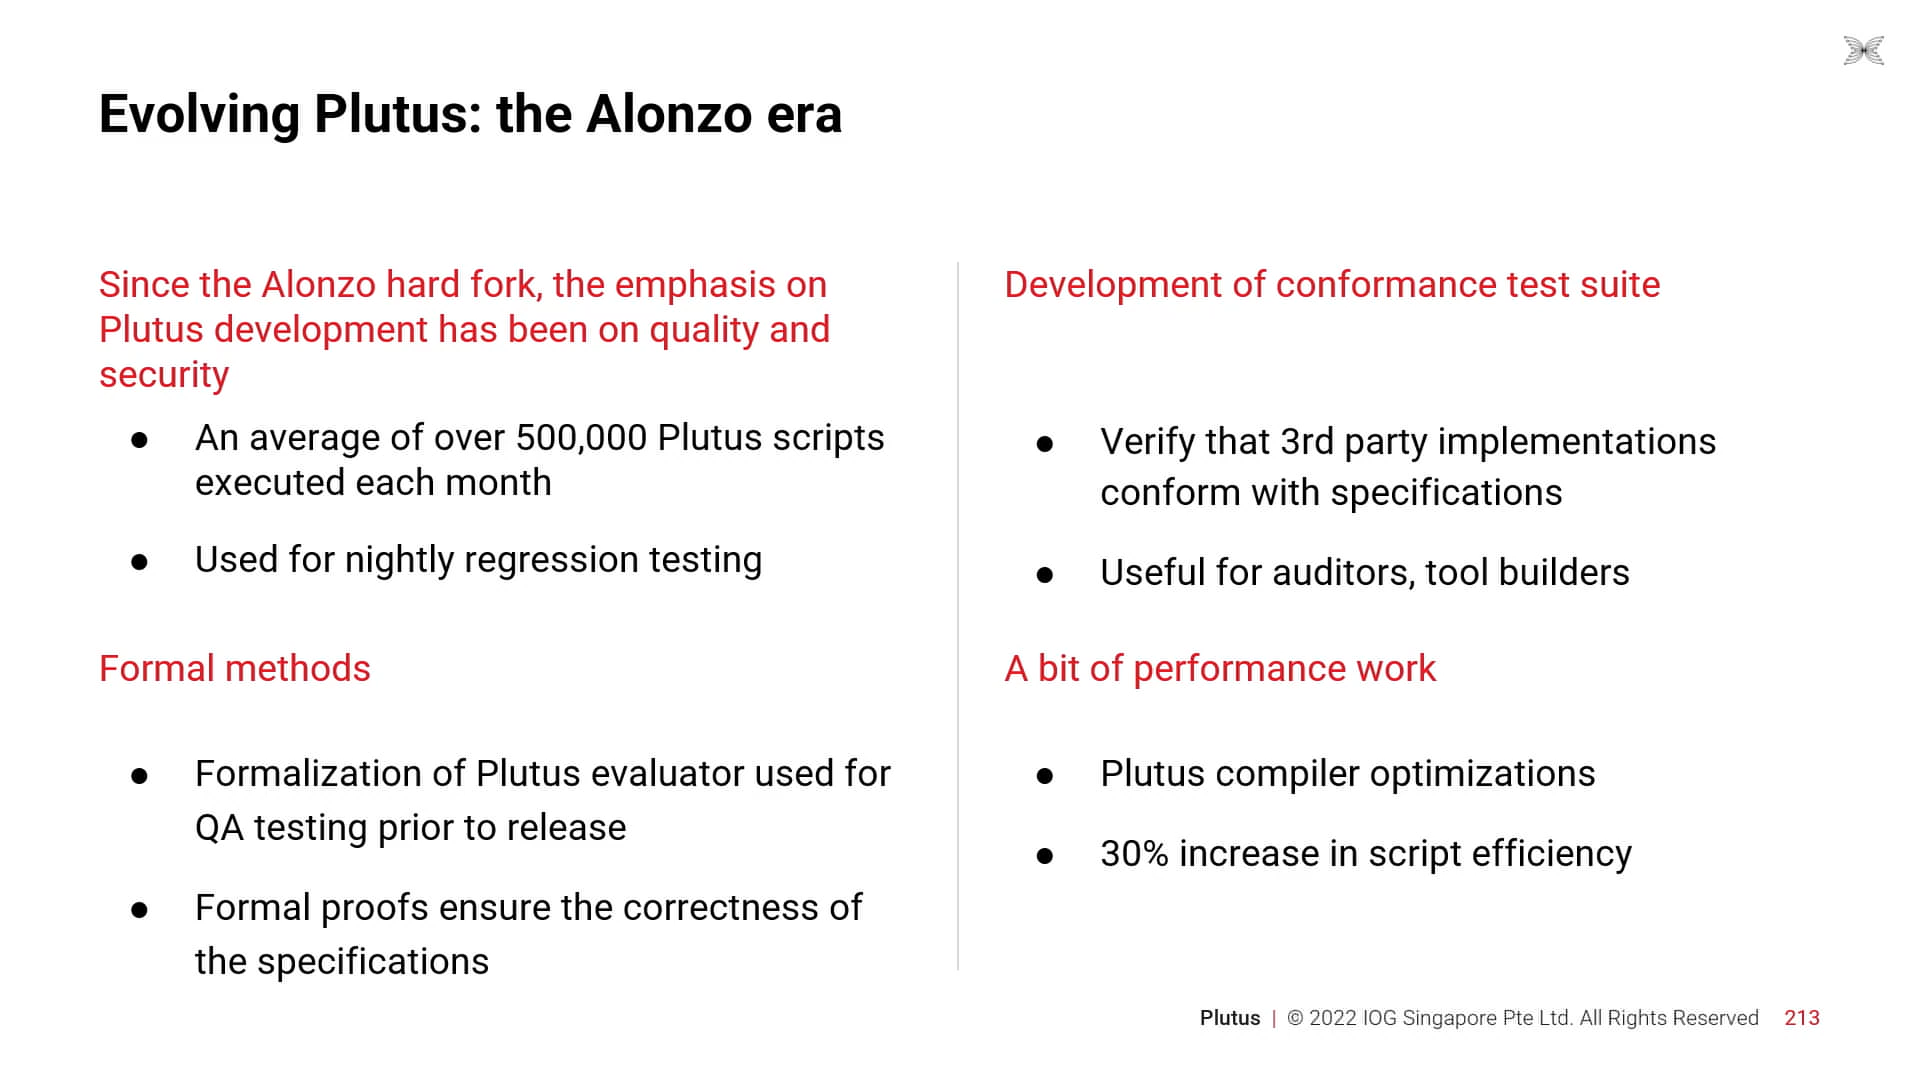 Evolving Plutus: the Alonzo era
Since the Alonzo hard fork, the emphasis on
Plutus development has been on quality and
security
● An average of over 500,000 Plutus scripts
executed each month
● Used for nightly regression testing
Formal methods
● Formalization of Plutus evaluator used for
QA testing prior to release
● Formal proofs ensure the correctness of
the specifications
Development of conformance test suite
● Verify that 3rd party implementations
conform with specifications
● Useful for auditors, tool builders
A bit of performance work
● Plutus compiler optimizations
● 30% increase in script efficiency
Plutus | © 2022 IOG Singapore Pte Ltd. All Rights Reserved 213